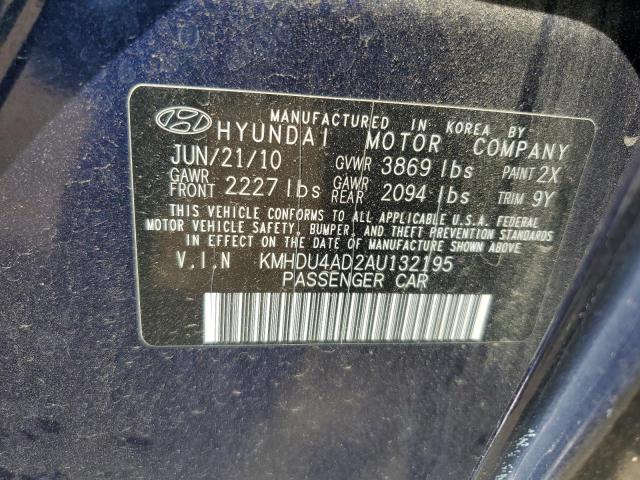 MANUFACTURED IN KOREA BY
HYUNDAI MOTOR COMPANY
JUN/21/10 GVWR 3869 lbs PAINT 2X
GAWR FRONT 2227 lbs GAWR REAR 2094 lbs TRIM 9Y
THIS VEHICLE CONFORMS TO ALL APPLICABLE U.S.A. FEDERAL
MOTOR VEHICLE SAFETY, BUMPER, AND THEFT PREVENTION STANDARDS
IN EFFECT ON THE DATE OF MANUFACTURE SHOWN ABOVE.
V.I.N KMHDU4AD2AU132195
PASSENGER CAR